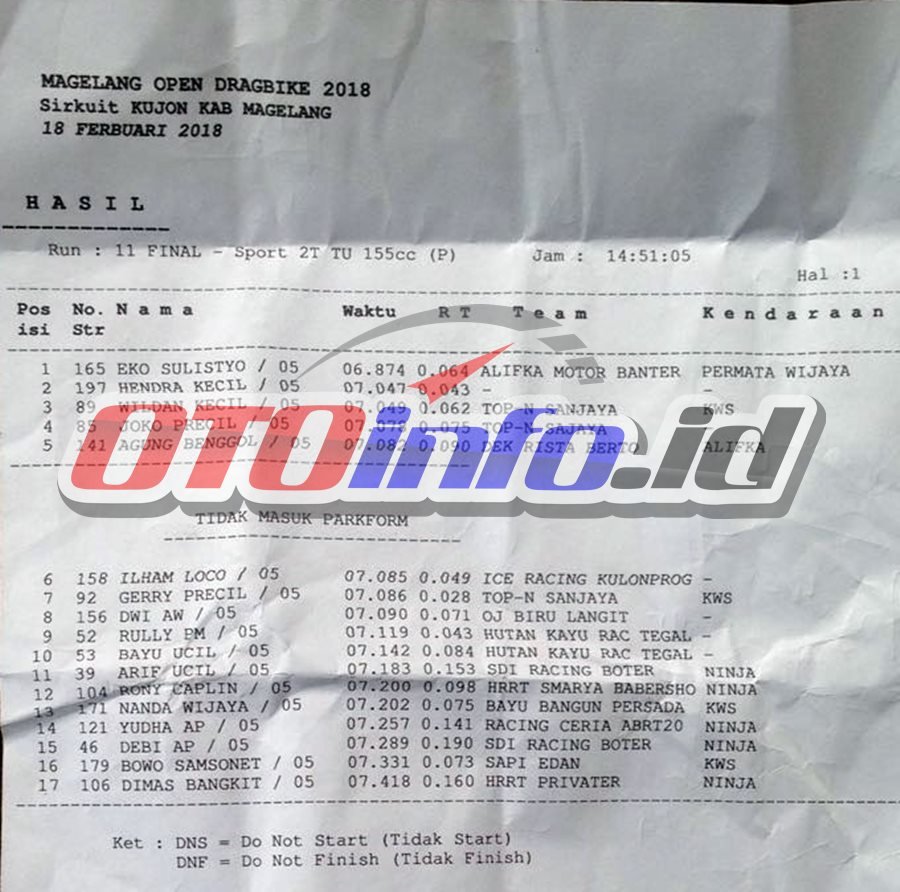 MAGELANG OPEN DRAGBIKE 2018
Sirkuit KUJON KAB MAGELANG
18 FERBUARI 2018
H A S I L
Run : 11 FINAL - Sport 2T TU 155cc (P) Jam : 14:51:05
Hal :1
Pos No. N a m a Waktu R T T e a m K e n d a r a a n
isi Str
1 165 EKO SULISTYO / 05 06.874 0.064 ALIFKA MOTOR BANTER PERMATA WIJAYA
2 197 HENDRA KECIL / 05 07.047 0.043 - -
3 89 WILDAN KECIL / 05 07.049 0.062 TOP-N SANJAYA KWS
4 85 JOKO PRECIL / 05 0.075 TOP-N SAJAYA
5 141 AGUNG BENGGOL / 05 07.082 0.090 DEK RISTA BERTO ALIFKA
OTOinfo.id
TIDAK MASUK PARKFORM
6 158 ILHAM LOCO / 05 07.085 0.049 ICE RACING KULONPROG -
7 92 GERRY PRECIL / 05 07.086 0.028 TOP-N SANJAYA KWS
8 156 DWI AW / 05 07.090 0.071 OJ BIRU LANGIT -
9 52 RULLY PM / 05 07.119 0.043 HUTAN KAYU RAC TEGAL -
10 53 BAYU UCIL / 05 07.142 0.084 HUTAN KAYU RAC TEGAL -
11 39 ARIF UCIL / 05 07.183 0.153 SDI RACING BOTER NINJA
12 104 RONY CAPLIN / 05 07.200 0.098 HRRT SMARYA BABERSHO NINJA
13 171 NANDA WIJAYA / 05 07.202 0.075 BAYU BANGUN PERSADA KWS
14 121 YUDHA AP / 05 07.257 0.141 RACING CERIA ABRT20 NINJA
15 46 DEBI AP / 05 07.289 0.190 SDI RACING BOTER NINJA
16 179 BOWO SAMSONET / 05 07.331 0.073 SAPI EDAN KWS
17 106 DIMAS BANGKIT / 05 07.418 0.160 HRRT PRIVATER NINJA
Ket : DNS = Do Not Start (Tidak Start)
DNF = Do Not Finish (Tidak Finish)